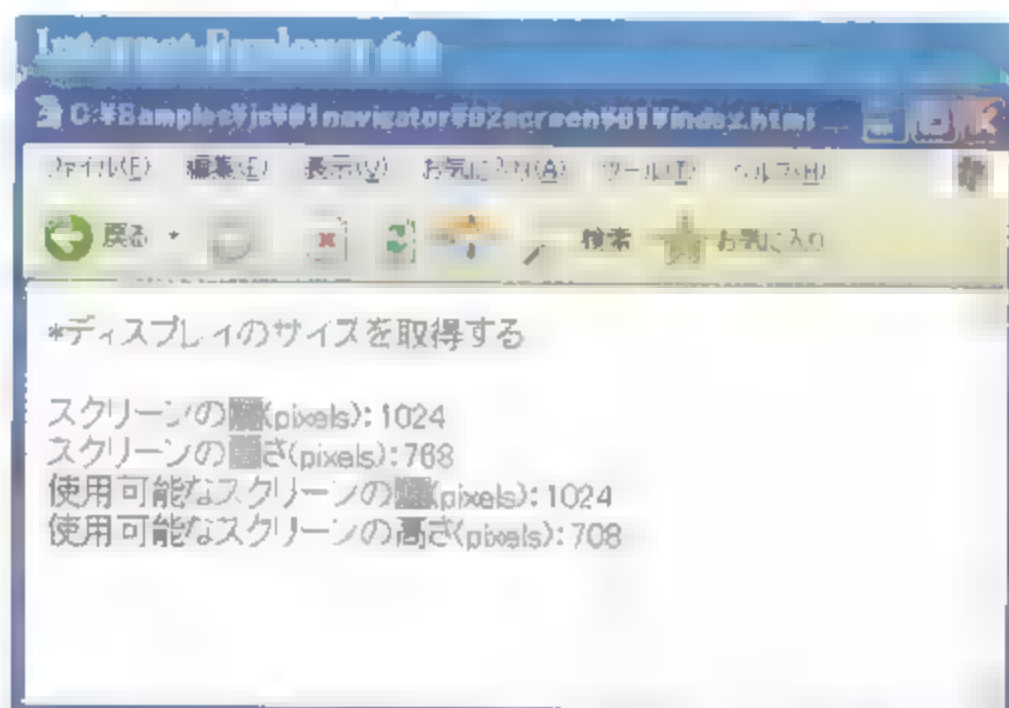 Internet Explorer 6.0
C:¥Samples¥js¥01navigator¥02screen¥01¥index.html
ファイル(F) 編集(E) 表示(V) お気に入り(A) ツール(T) ヘルプ(H)
戻る 検索 お気に入り
*ディスプレイのサイズを取得する
スクリーンの幅(pixels):1024
スクリーンの高さ(pixels):768
使用可能なスクリーンの幅(pixels):1024
使用可能なスクリーンの高さ(pixels):708